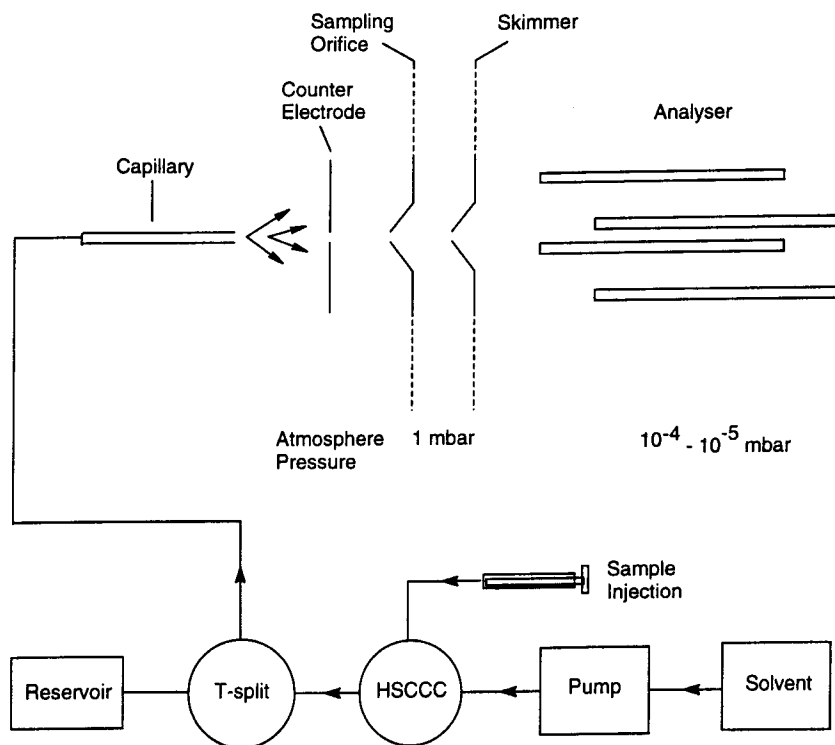 Sampling
Orifice
Skimmer
Counter
Electrode
Analyser
Capillary
Atmosphere
Pressure
1 mbar
10-4 - 10-5 mbar
Sample
Injection
Reservoir
T-split
HSCCC
Pump
Solvent